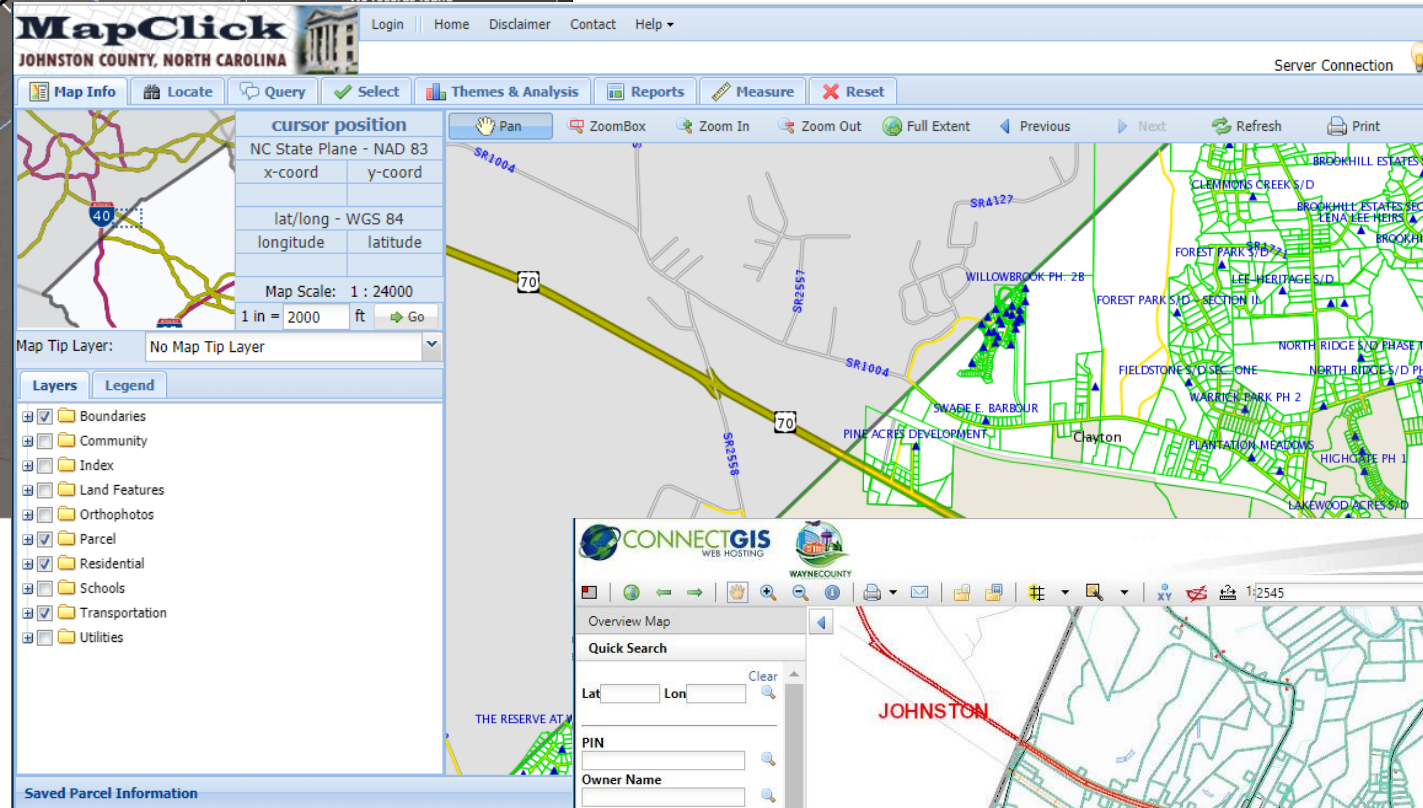 MapClick
JOHNSTON COUNTY, NORTH CAROLINA
Login Home Disclaimer Contact Help
Server Connection
Map Info Locate Query Select Themes & Analysis Reports Measure Reset
cursor position
NC State Plane - NAD 83
x-coord y-coord
lat/long - WGS 84
longitude latitude
Map Scale: 1 : 24000
1 in = 2000 ft Go
40
Map Tip Layer: No Map Tip Layer
Layers Legend
Boundaries
Community
Index
Land Features
Orthophotos
Parcel
Residential
Schools
Transportation
Utilities
Saved Parcel Information
Pan ZoomBox Zoom In Zoom Out Full Extent Previous Next Refresh Print
SR1004
BROOKHILL ESTATES
CLEMMONS CREEK S/D
SR4127
BROOKHILL ESTATES SEC
LENA LEE HEIRS
BROOKHI
FOREST PARK S/D
SR1771
70
SR2557
WILLOWBROOK PH. 2B
LEE-HERITAGE S/D
FOREST PARK S/D - SECTION II
NORTH RIDGE S/D PHASE T
SR1004
FIELDSTONE S/D SEC. ONE
NORTH RIDGE S/D PH
WARRICK PARK PH 2
SWADE E. BARBOUR
70
PINE ACRES DEVELOPMENT
Clayton
PLANTATION MEADOWS
SR2558
HIGHGATE PH 1
LAKEWOOD ACRES S/D
THE RESERVE AT W
CONNECTGIS
WEB HOSTING
WAYNECOUNTY
XY 1: 2545
Overview Map
Quick Search
Clear
Lat Lon
PIN
Owner Name
JOHNSTON